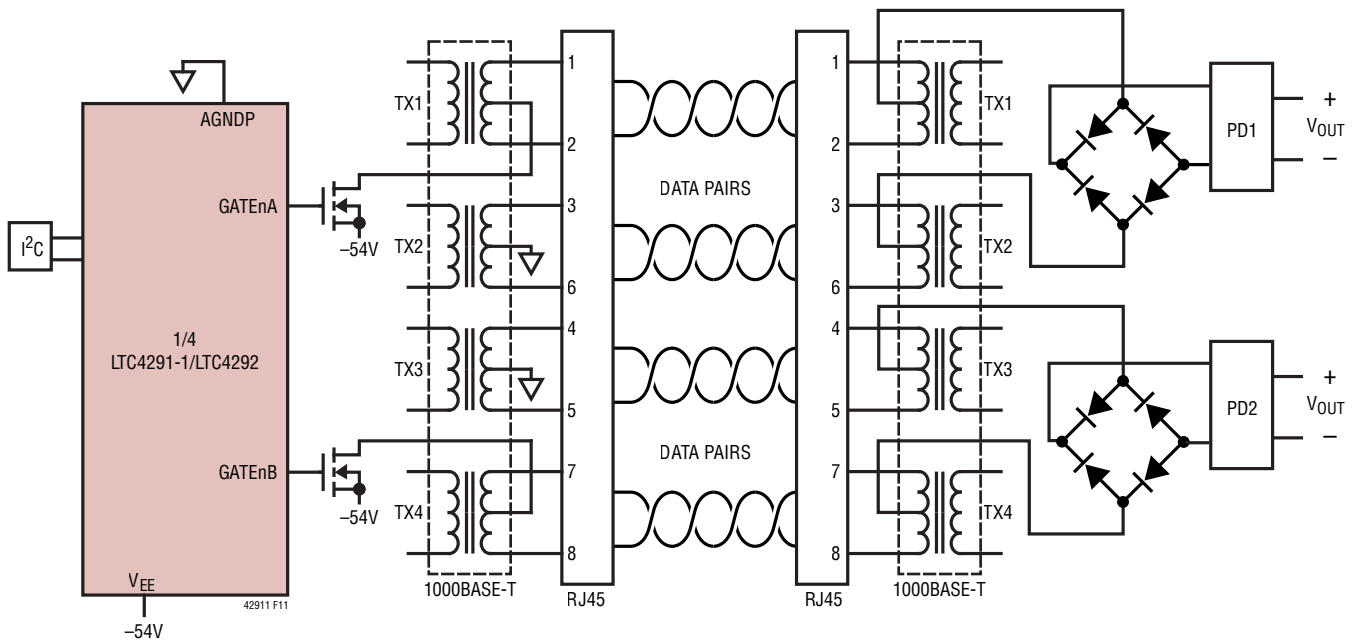 AGNDP
GATEnA
I²C
–54V
1/4
LTC4291-1/LTC4292
GATEnB
–54V
VEE
42911 F11
–54V
TX1
TX2
TX3
TX4
1000BASE-T
1
2
3
6
4
5
7
8
RJ45
DATA PAIRS
DATA PAIRS
1
2
3
6
4
5
7
8
RJ45
TX1
TX2
TX3
TX4
1000BASE-T
PD1
+
VOUT
–
PD2
+
VOUT
–